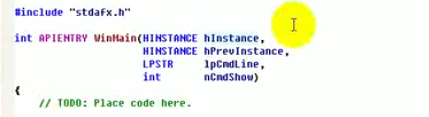 #include "stdafx.h"
int APIENTRY WinMain(HINSTANCE hInstance,
HINSTANCE hPrevInstance,
LPSTR lpCmdLine,
int nCmdShow)
{
// TODO: Place code here.